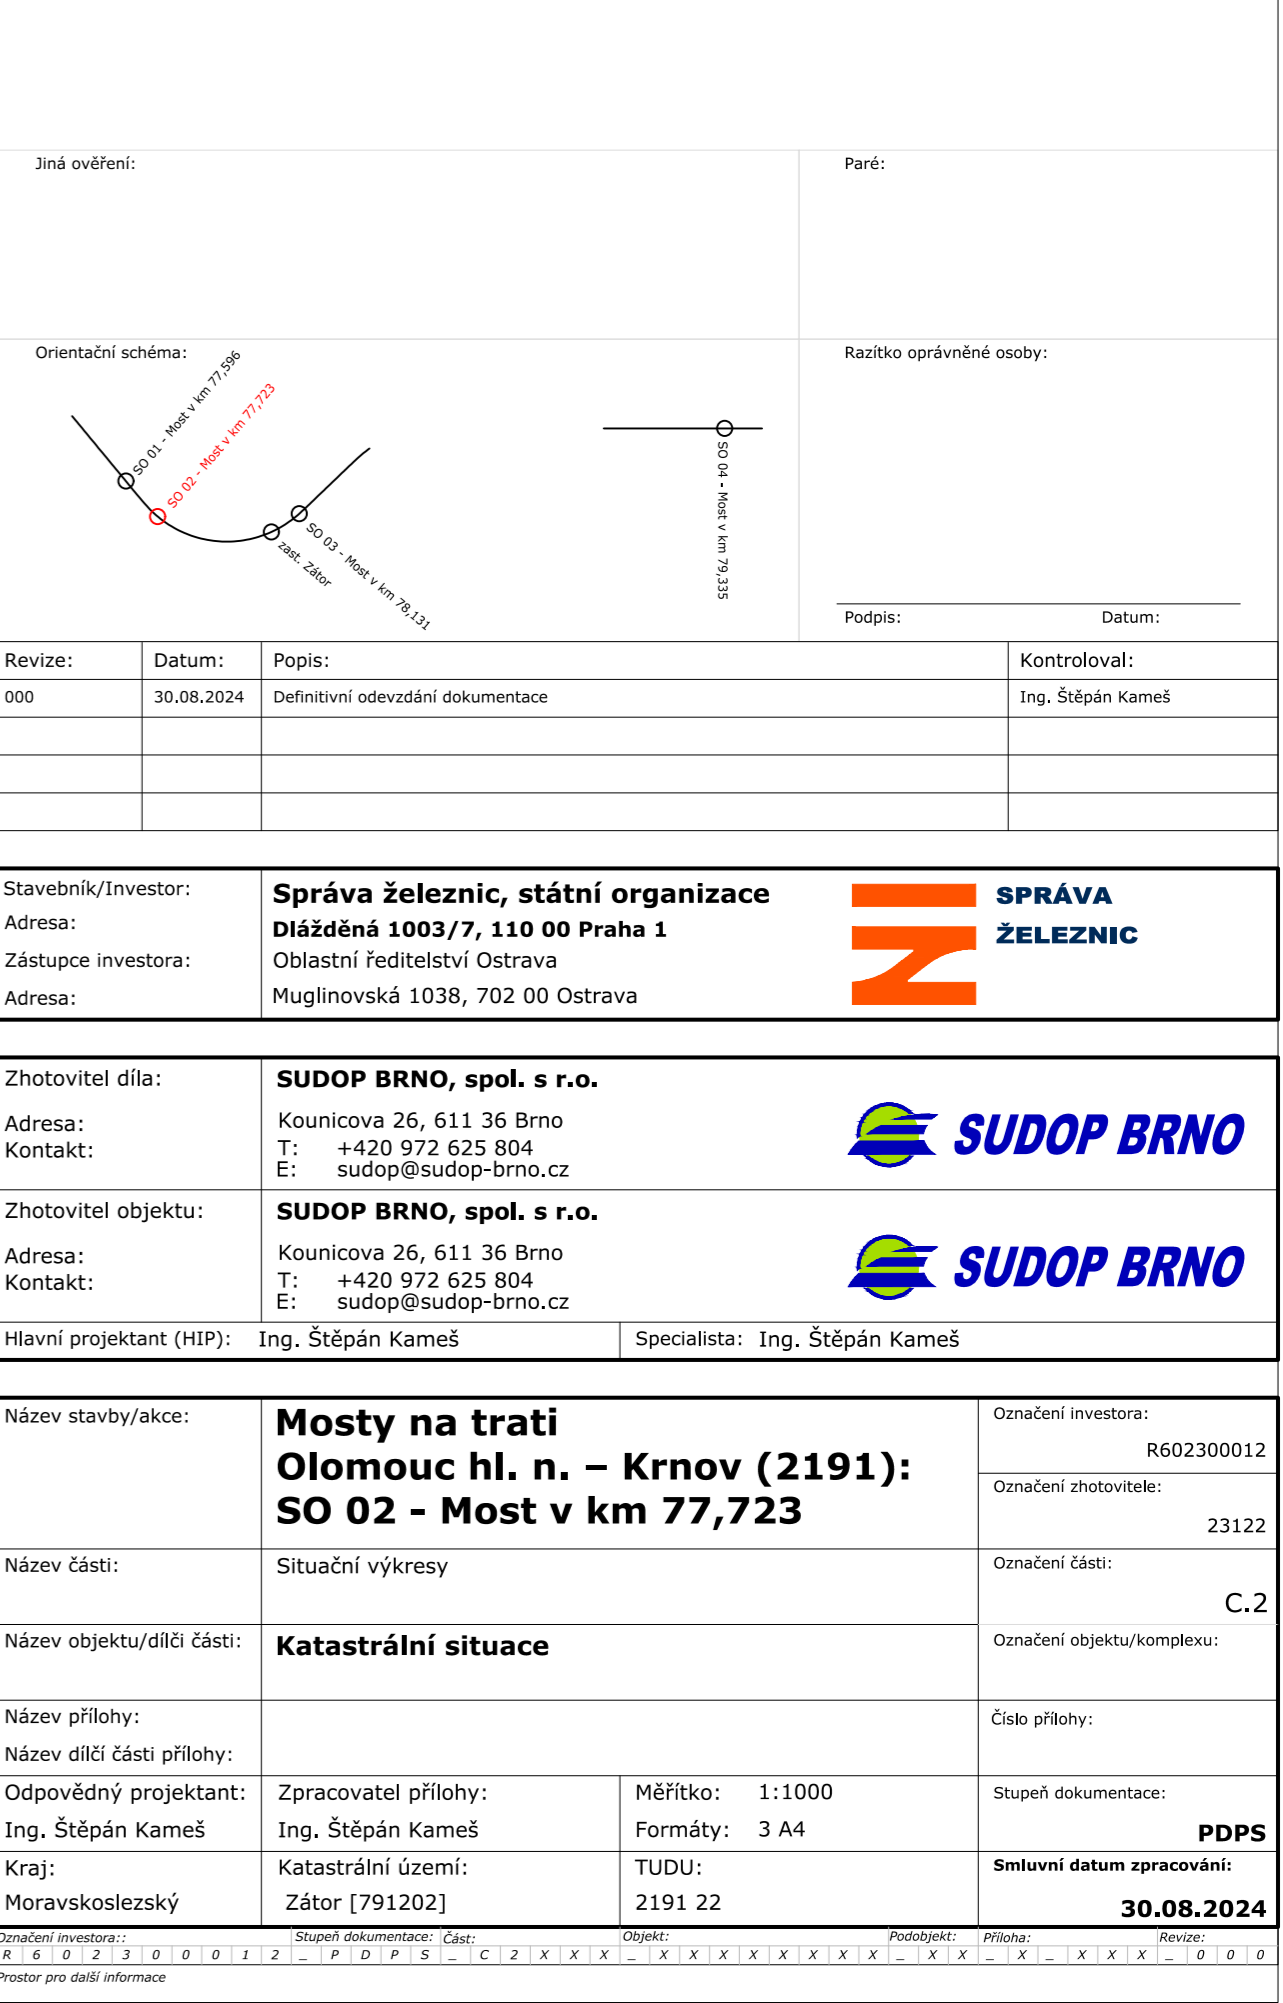 Jiná ověření:
Paré:
Orientační schéma:
Razítko oprávněné osoby:
SO 01 - Most v km 77,596
SO 02 - Most v km 77,723
zast. Zátor
SO 03 - Most v km 78,131
SO 04 - Most v km 79,335
Podpis: Datum:
Revize: Datum: Popis: Kontroloval:
000 30.08.2024 Definitivní odevzdání dokumentace Ing. Štěpán Kameš
Stavebník/Investor: Správa železnic, státní organizace
Adresa: Dlážděná 1003/7, 110 00 Praha 1
Zástupce investora: Oblastní ředitelství Ostrava
Adresa: Muglinovská 1038, 702 00 Ostrava
SPRÁVA
ŽELEZNIC
Zhotovitel díla: SUDOP BRNO, spol. s r.o.
Adresa: Kounicova 26, 611 36 Brno
Kontakt: T: +420 972 625 804
E: sudop@sudop-brno.cz
SUDOP BRNO
Zhotovitel objektu: SUDOP BRNO, spol. s r.o.
Adresa: Kounicova 26, 611 36 Brno
Kontakt: T: +420 972 625 804
E: sudop@sudop-brno.cz
SUDOP BRNO
Hlavní projektant (HIP): Ing. Štěpán Kameš Specialista: Ing. Štěpán Kameš
Název stavby/akce: Mosty na trati
Olomouc hl. n. – Krnov (2191):
SO 02 - Most v km 77,723
Označení investora:
R602300012
Označení zhotovitele:
23122
Název části: Situační výkresy
Označení části:
C.2
Název objektu/dílči části: Katastrální situace
Označení objektu/komplexu:
Název přílohy:
Číslo přílohy:
Název dílčí části přílohy:
Odpovědný projektant: Zpracovatel přílohy: Měřítko: 1:1000 Stupeň dokumentace:
Ing. Štěpán Kameš Ing. Štěpán Kameš Formáty: 3 A4 PDPS
Kraj: Katastrální území: TUDU: Smluvní datum zpracování:
Moravskoslezský Zátor [791202] 2191 22 30.08.2024
Označení investora:: Stupeň dokumentace: Část: Objekt: Podobjekt: Příloha: Revize:
R 6 0 2 3 0 0 0 1 2 _ P D P S _ C 2 X X X _ X X X X X X X X _ X X _ X _ X X X _ 0 0 0
Prostor pro další informace